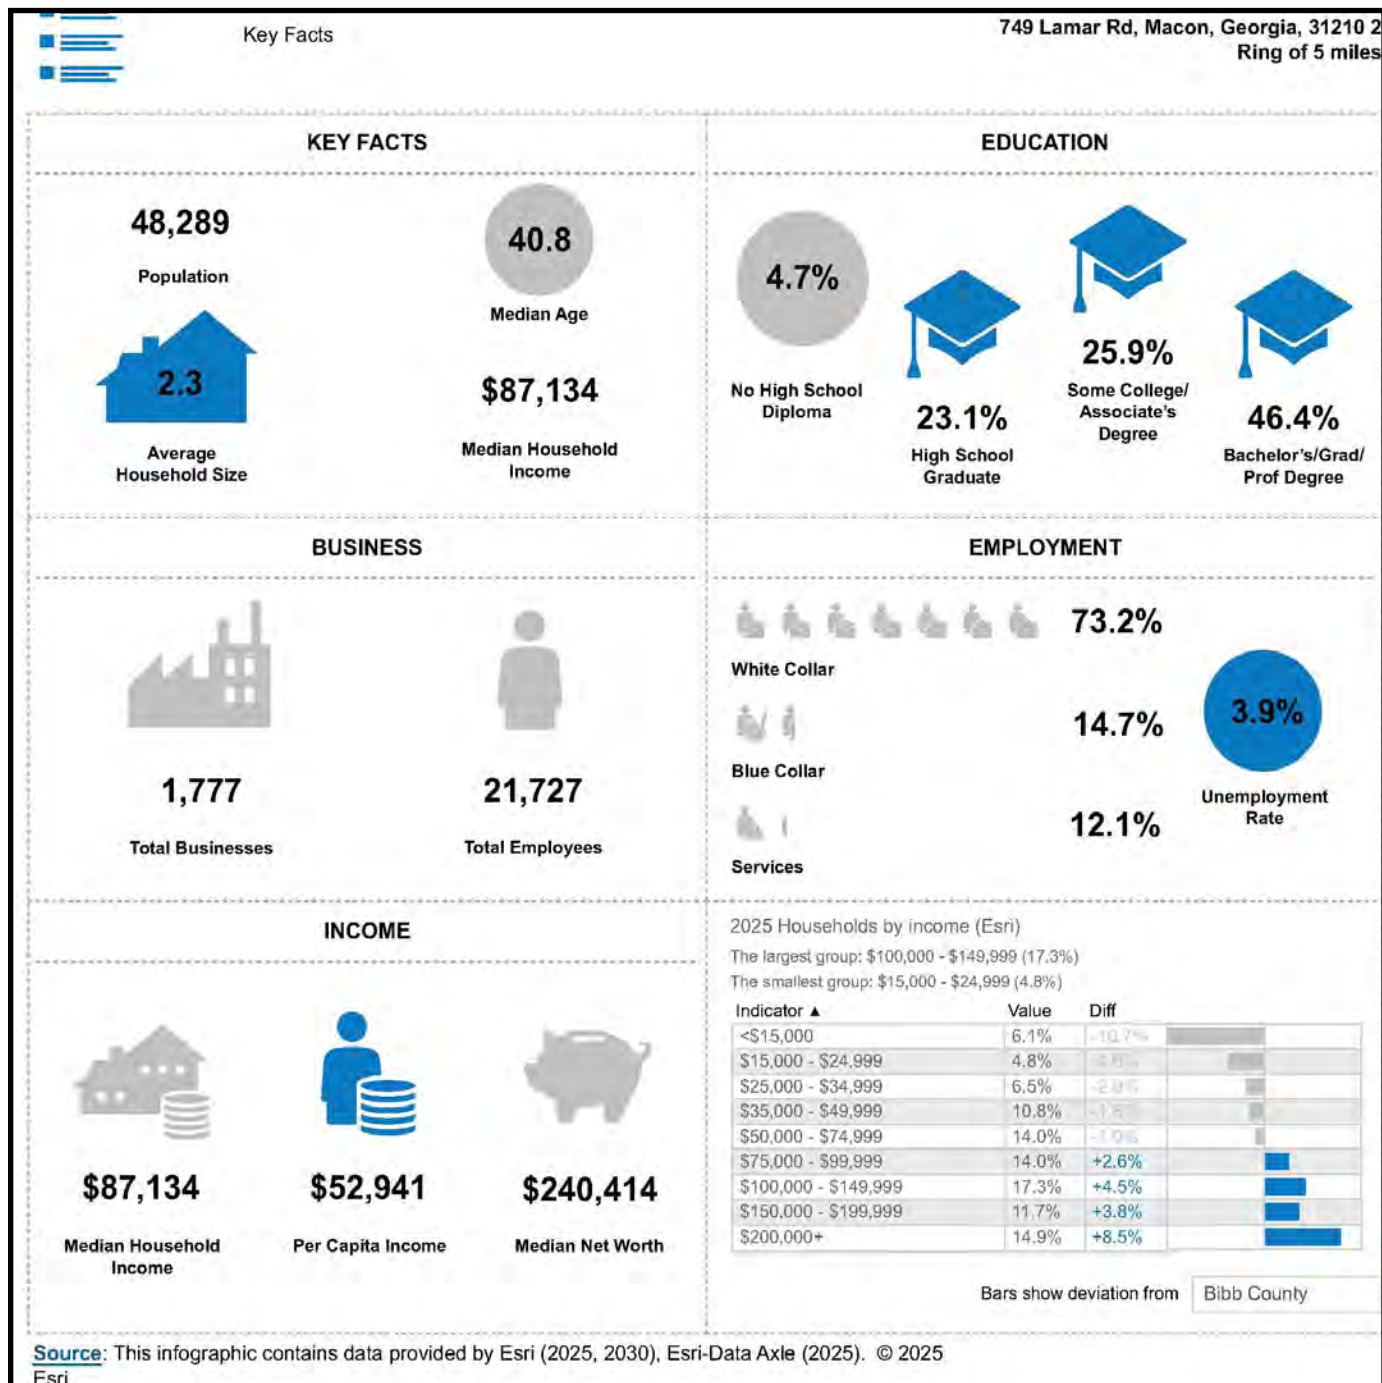 Key Facts
749 Lamar Rd, Macon, Georgia, 31210 2
Ring of 5 miles
KEY FACTS
48,289
Population
40.8
Median Age
2.3
Average
Household Size
$87,134
Median Household
Income
EDUCATION
4.7%
No High School
Diploma
23.1%
High School
Graduate
25.9%
Some College/
Associate's
Degree
46.4%
Bachelor's/Grad/
Prof Degree
BUSINESS
1,777
Total Businesses
21,727
Total Employees
EMPLOYMENT
73.2%
White Collar
14.7%
Blue Collar
12.1%
Services
3.9%
Unemployment
Rate
INCOME
$87,134
Median Household
Income
$52,941
Per Capita Income
$240,414
Median Net Worth
2025 Households by income (Esri)
The largest group: $100,000 - $149,999 (17.3%)
The smallest group: $15,000 - $24,999 (4.8%)
Indicator ▲ Value Diff
<$15,000 6.1% -10.7%
$15,000 - $24,999 4.8%
$25,000 - $34,999 6.5%
$35,000 - $49,999 10.8%
$50,000 - $74,999 14.0%
$75,000 - $99,999 14.0% +2.6%
$100,000 - $149,999 17.3% +4.5%
$150,000 - $199,999 11.7% +3.8%
$200,000+ 14.9% +8.5%
Bars show deviation from Bibb County
Source: This infographic contains data provided by Esri (2025, 2030), Esri-Data Axle (2025). © 2025
Esri